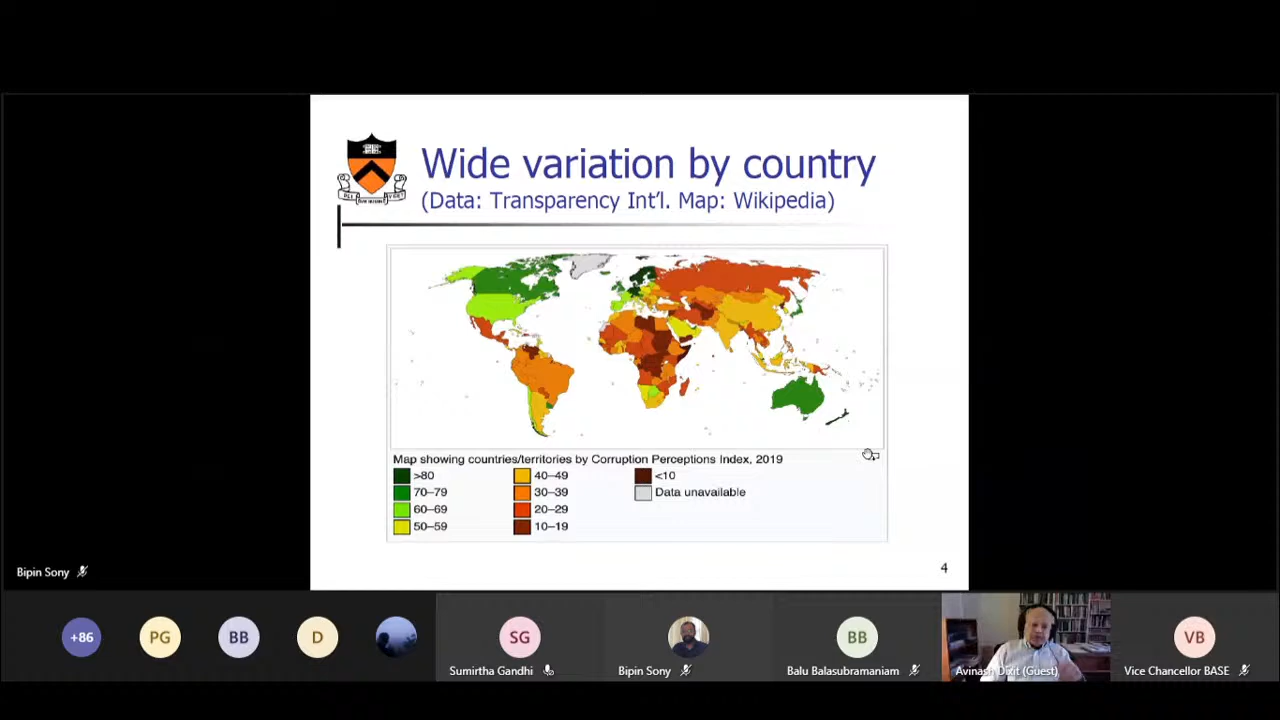 Wide variation by country
(Data: Transparency Int'l. Map: Wikipedia)
Map showing countries/territories by Corruption Perceptions Index, 2019
>80
70–79
60–69
50–59
40–49
30–39
20–29
10–19
<10
Data unavailable
4
Bipin Sony
+86
PG
BB
D
SG
Sumirtha Gandhi
Bipin Sony
BB
Balu Balasubramaniam
Avinash Dixit (Guest)
VB
Vice Chancellor BASE